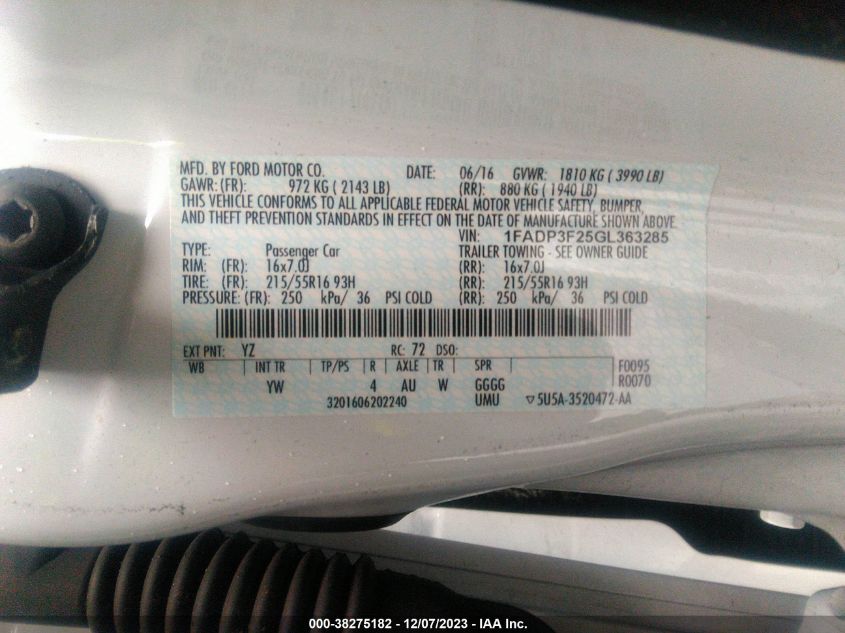 MFD. BY FORD MOTOR CO. DATE: 06/16 GVWR: 1810 KG ( 3990 LB)
GAWR: (FR): 972 KG ( 2143 LB) (RR): 880 KG ( 1940 LB)
THIS VEHICLE CONFORMS TO ALL APPLICABLE FEDERAL MOTOR VEHICLE SAFETY, BUMPER,
AND THEFT PREVENTION STANDARDS IN EFFECT ON THE DATE OF MANUFACTURE SHOWN ABOVE.
VIN: 1FADP3F25GL363285
TYPE: Passenger Car TRAILER TOWING - SEE OWNER GUIDE
RIM: (FR): 16x7.0J (RR): 16x7.0J
TIRE: (FR): 215/55R16 93H (RR): 215/55R16 93H
PRESSURE: (FR): 250 kPa/ 36 PSI COLD (RR): 250 kPa/ 36 PSI COLD
EXT PNT: YZ RC: 72 DSO:
WB INT TR TP/PS R AXLE TR SPR F0095
YW 4 AU W GGGG R0070
3201606202240 UMU ▽5U5A-3520472-AA
000-38275182 - 12/07/2023 - IAA Inc.